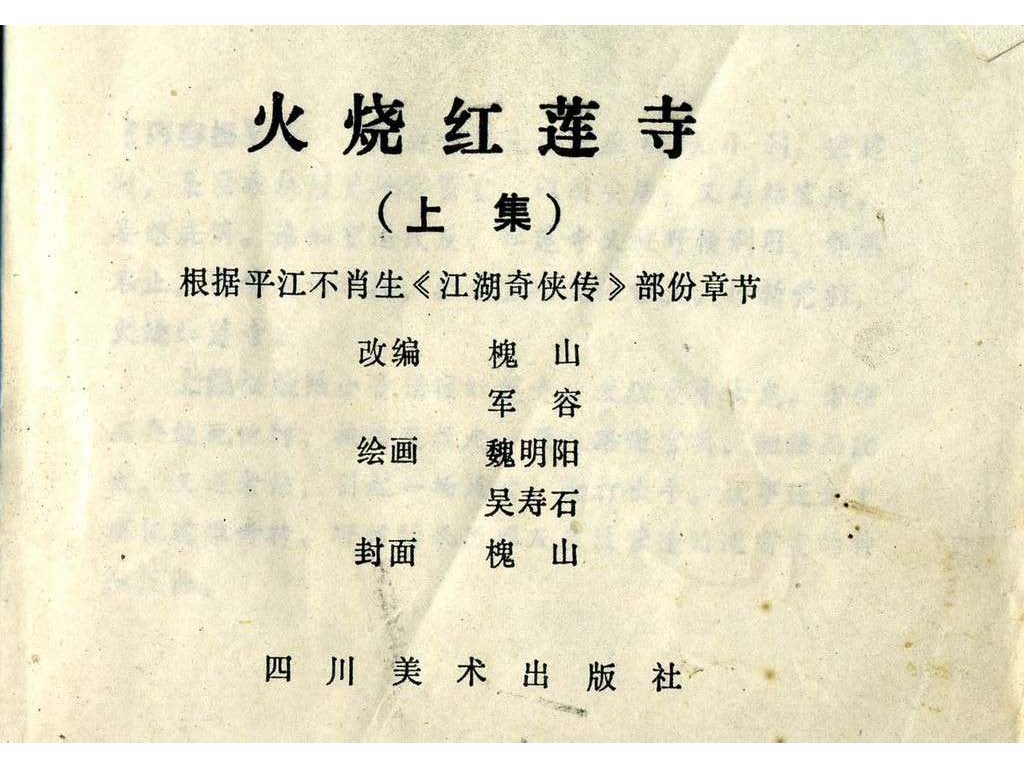 火烧红莲寺
（上 集）
根据平江不肖生《江湖奇侠传》部份章节
改编 槐 山
军 容
绘画 魏明阳
吴寿石
封面 槐 山
四川美术出版社